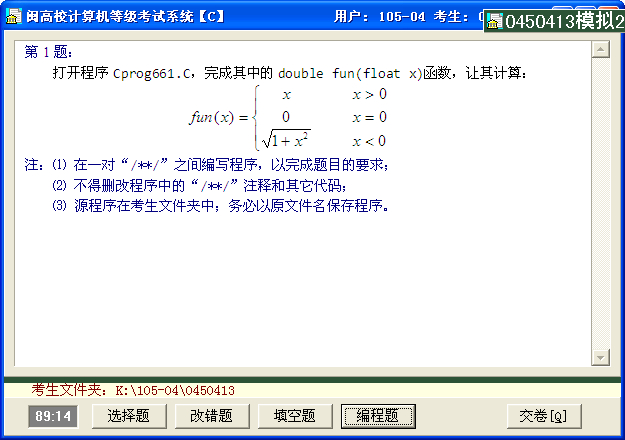 闽高校计算机等级考试系统【C】 用户: 105-04 考生:
0450413模拟2
第 1 题:
打开程序 Cprog661.C, 完成其中的 double fun(float x)函数, 让其计算:
x x > 0
fun(x) = { 0 x = 0
√(1 + x²) x < 0
注: ⑴ 在一对“/**/”之间编写程序, 以完成题目的要求;
⑵ 不得删改程序中的“/**/”注释和其它代码;
⑶ 源程序在考生文件夹中; 务必以原文件名保存程序。
考生文件夹: K:\105-04\0450413
89:14 选择题 改错题 填空题 编程题 交卷[Q]